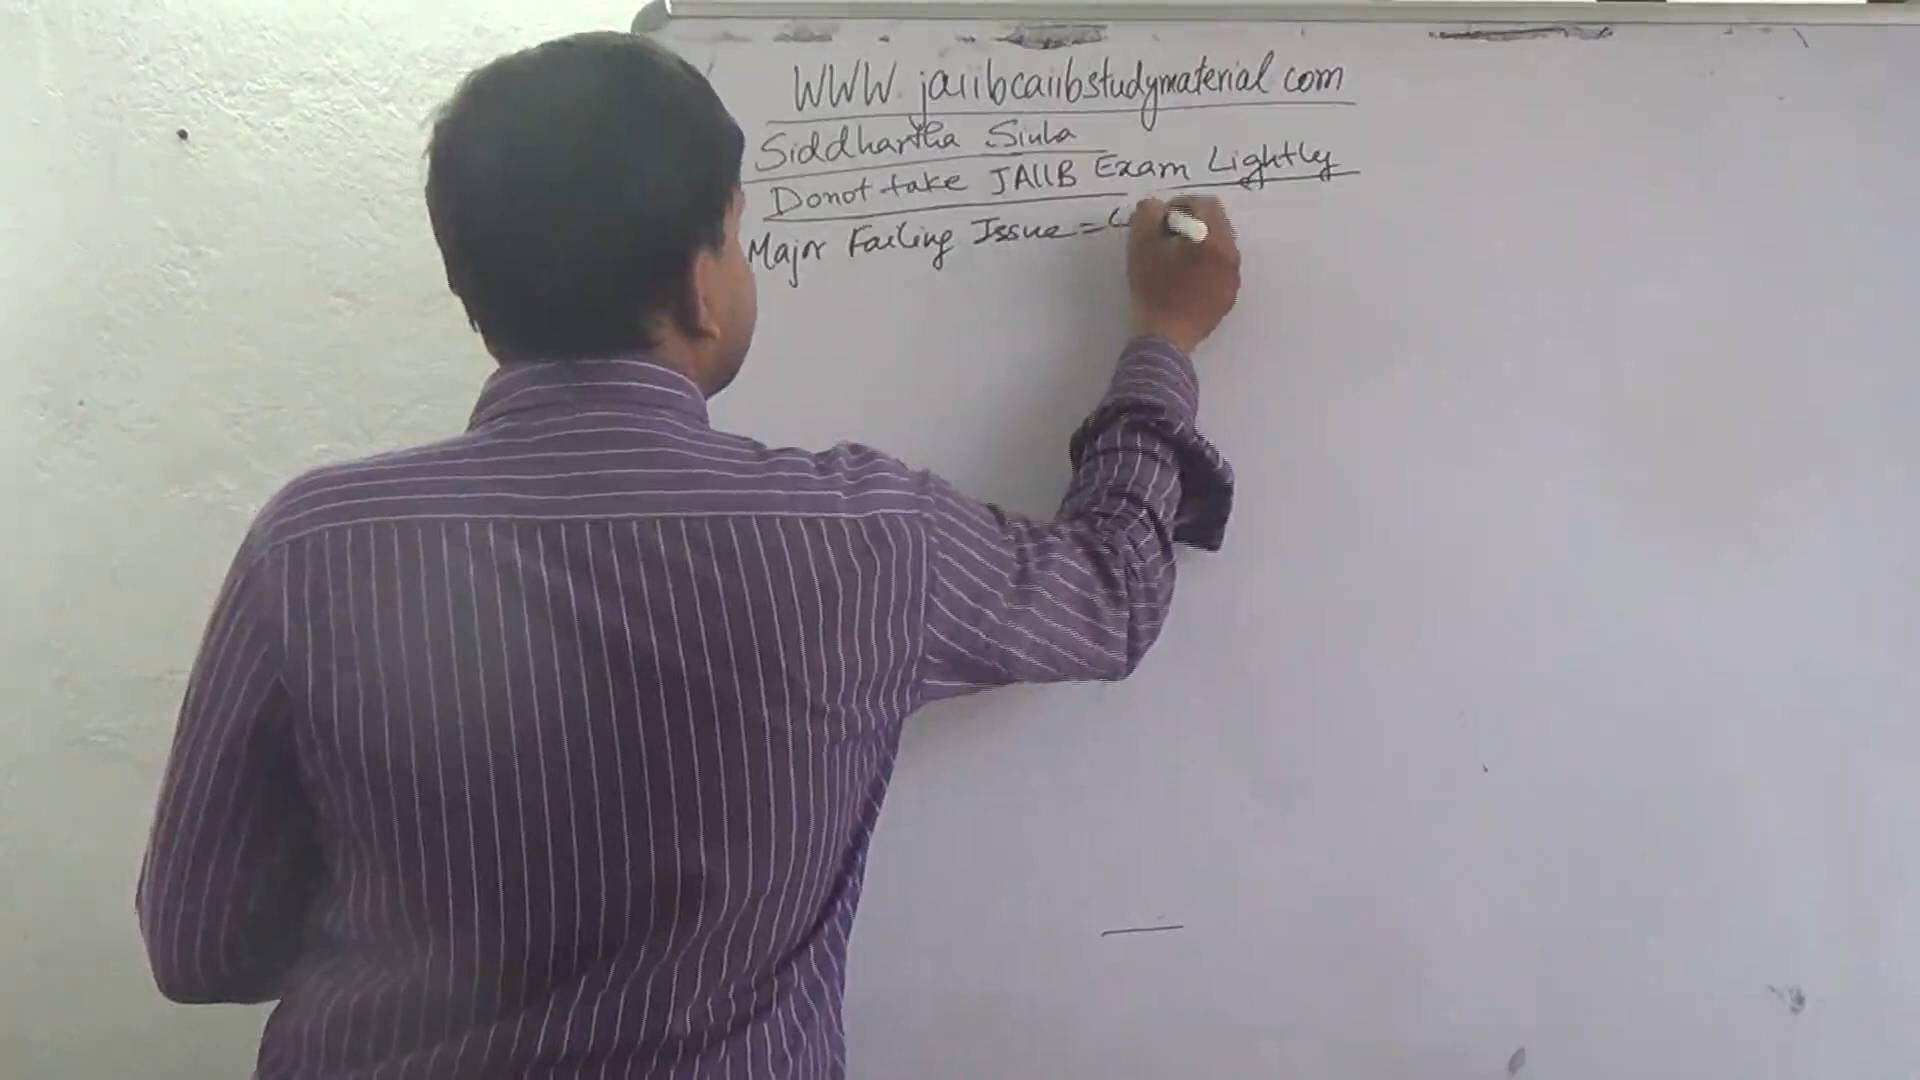 WWW.jaiibcaiibstudymaterial.com
Siddhartha Sinha
Donot take JAIIB Exam Lightly
Major Failing Issue =